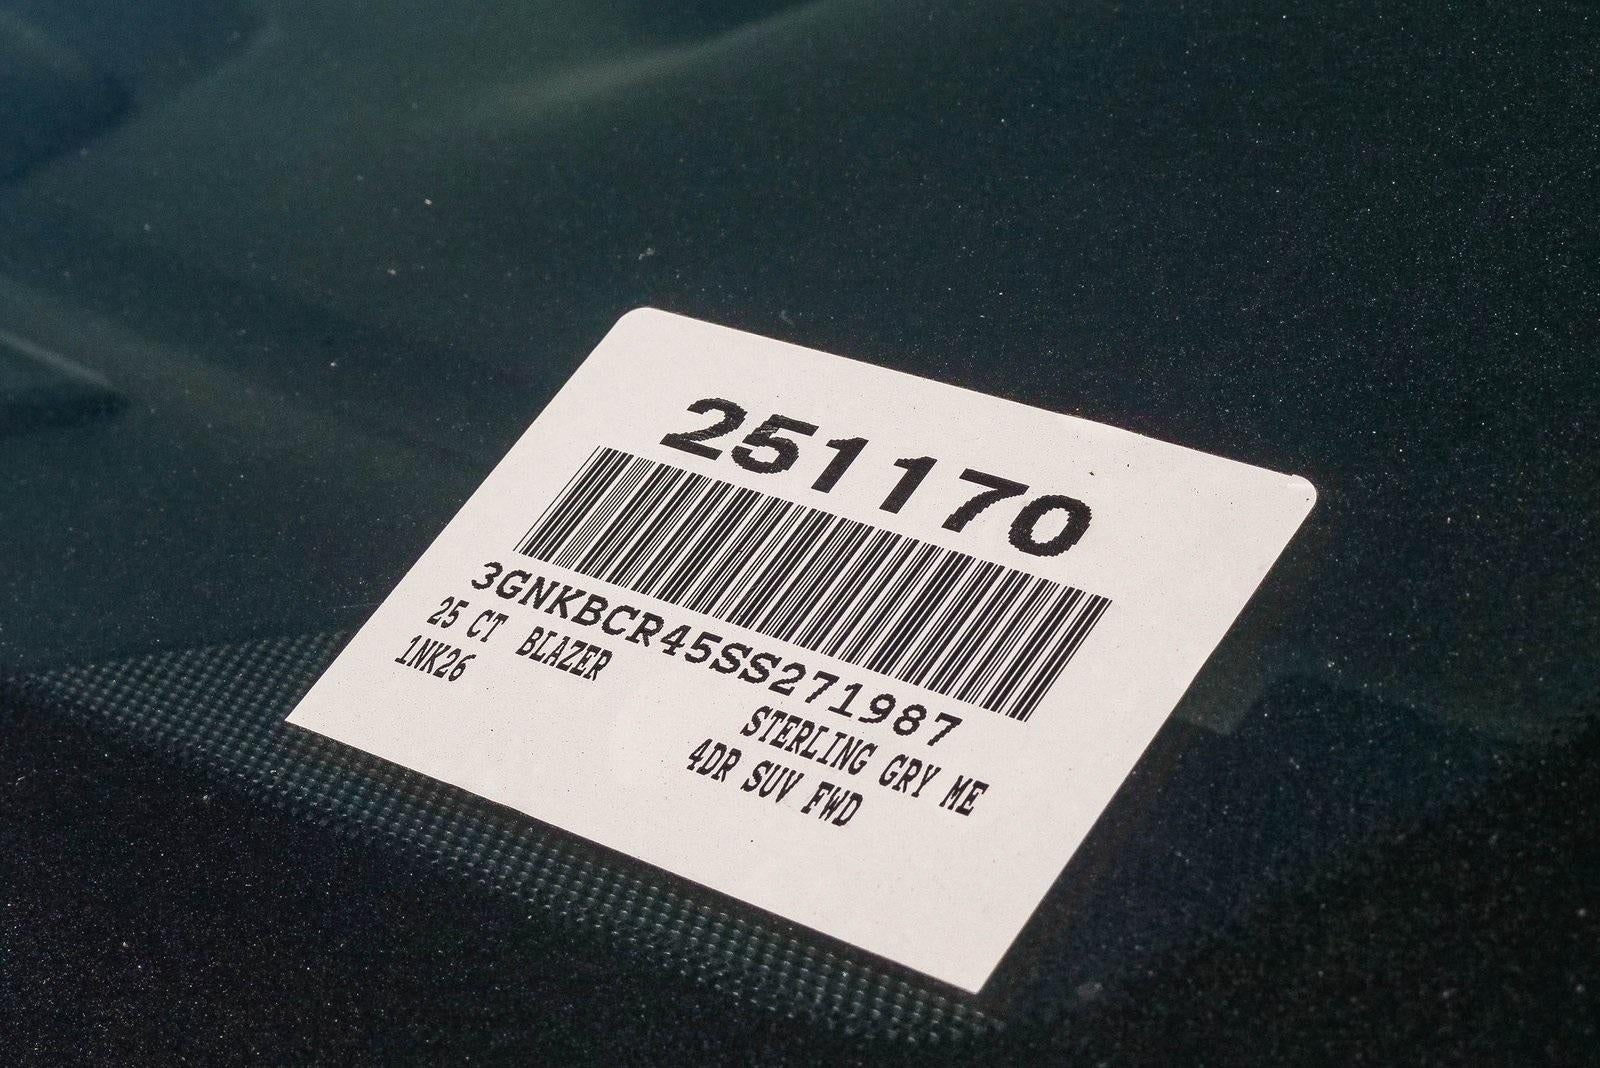 251170
3GNKBCR45SS271987
25 CT BLAZER
1NK26
STERLING GRY ME
4DR SUV FWD